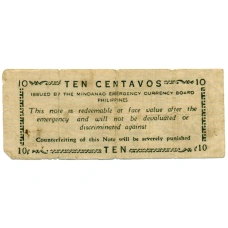 10 TEN CENTAVOS 10
ISSUED BY THE MINDANAO EMERGENCY CURRENCY BOARD
PHILIPPINES
This note is redeemable at face value after the
emergency and will not be devaluated or
discriminated against
Counterfeiting of this Note will be severely punished
10¢ TEN ¢10